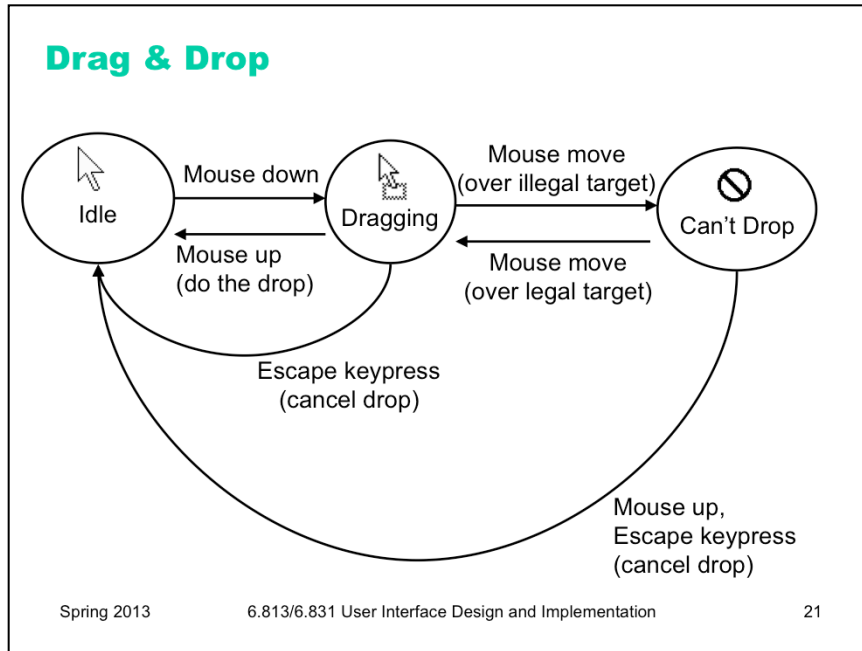 Drag & Drop
Idle
Mouse down
Mouse up
(do the drop)
Dragging
Mouse move
(over illegal target)
Mouse move
(over legal target)
Can't Drop
Escape keypress
(cancel drop)
Mouse up,
Escape keypress
(cancel drop)
Spring 2013
6.813/6.831 User Interface Design and Implementation
21